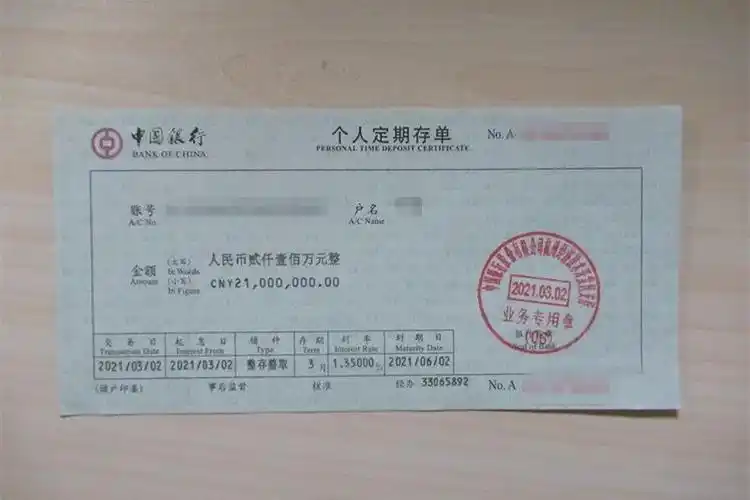 中国银行
BANK OF CHINA
个人定期存单
PERSONAL TIME DEPOSIT CERTIFICATE
No. A
账号
A/C No.
户名
A/C Name
金额
Amount
(大写)
In Words
人民币贰仟壹佰万元整
(小写)
In Figure
CNY21,000,000.00
2021.03.02
业务专用章
(06)
交易日 起息日 储种 存期 利率 到期日
Transaction Date Interest From Type Term Interest Rate Maturity Date
2021/03/02 2021/03/02 整存整取 3月 1.35000% 2021/06/02
(储户印鉴) 事后监督 核准 经办 33065892 No. A